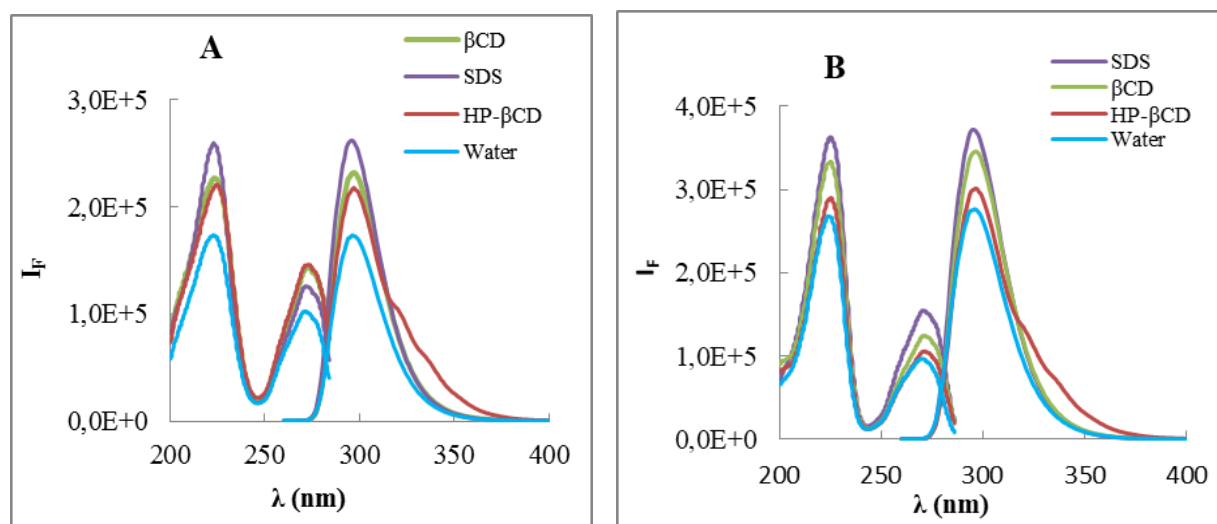 A
βCD
SDS
HP-βCD
Water
3,0E+5
2,0E+5
1,0E+5
0,0E+0
I_F
200 250 300 350 400
λ (nm)
B
SDS
βCD
HP-βCD
Water
4,0E+5
3,0E+5
2,0E+5
1,0E+5
0,0E+0
I_F
200 250 300 350 400
λ (nm)